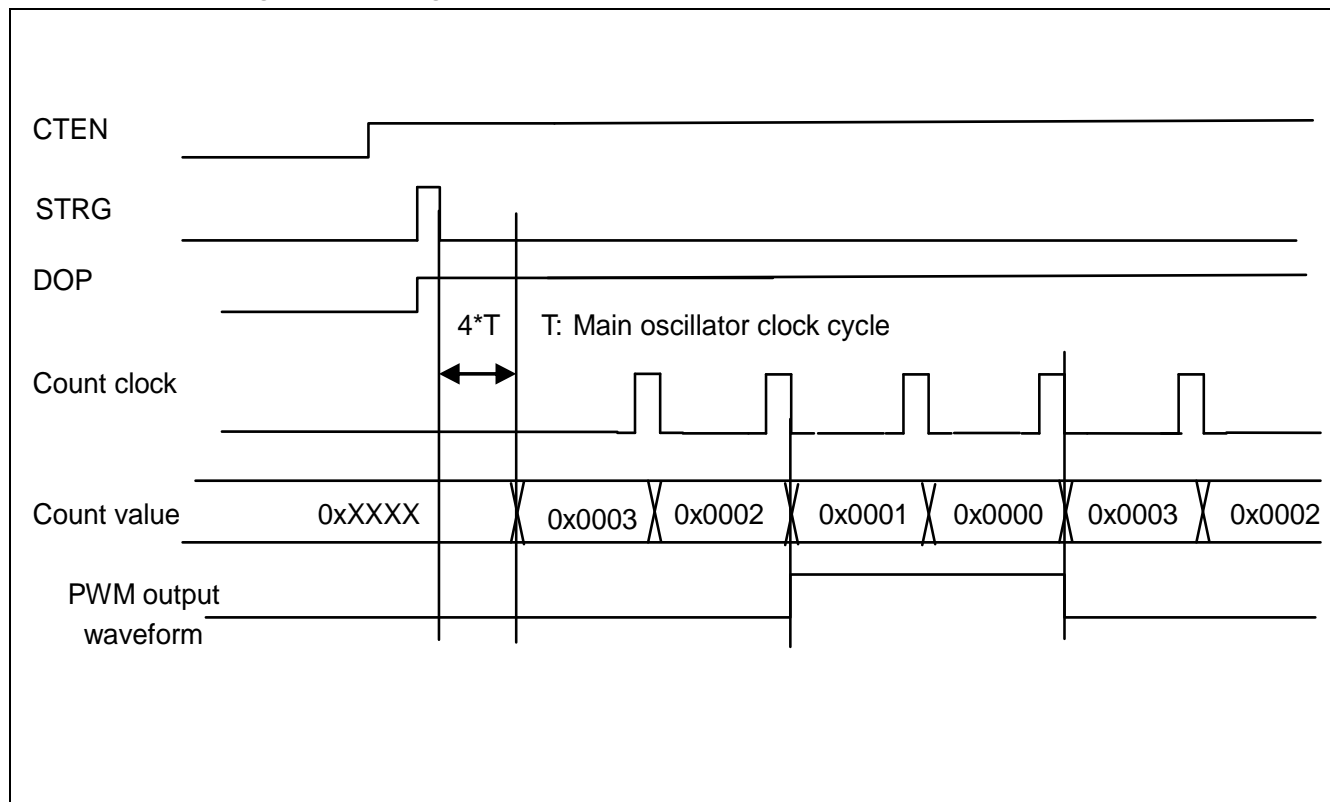 CTEN
STRG
DOP
4*T T: Main oscillator clock cycle
Count clock
Count value 0xXXXX 0x0003 0x0002 0x0001 0x0000 0x0003 0x0002
PWM output
waveform